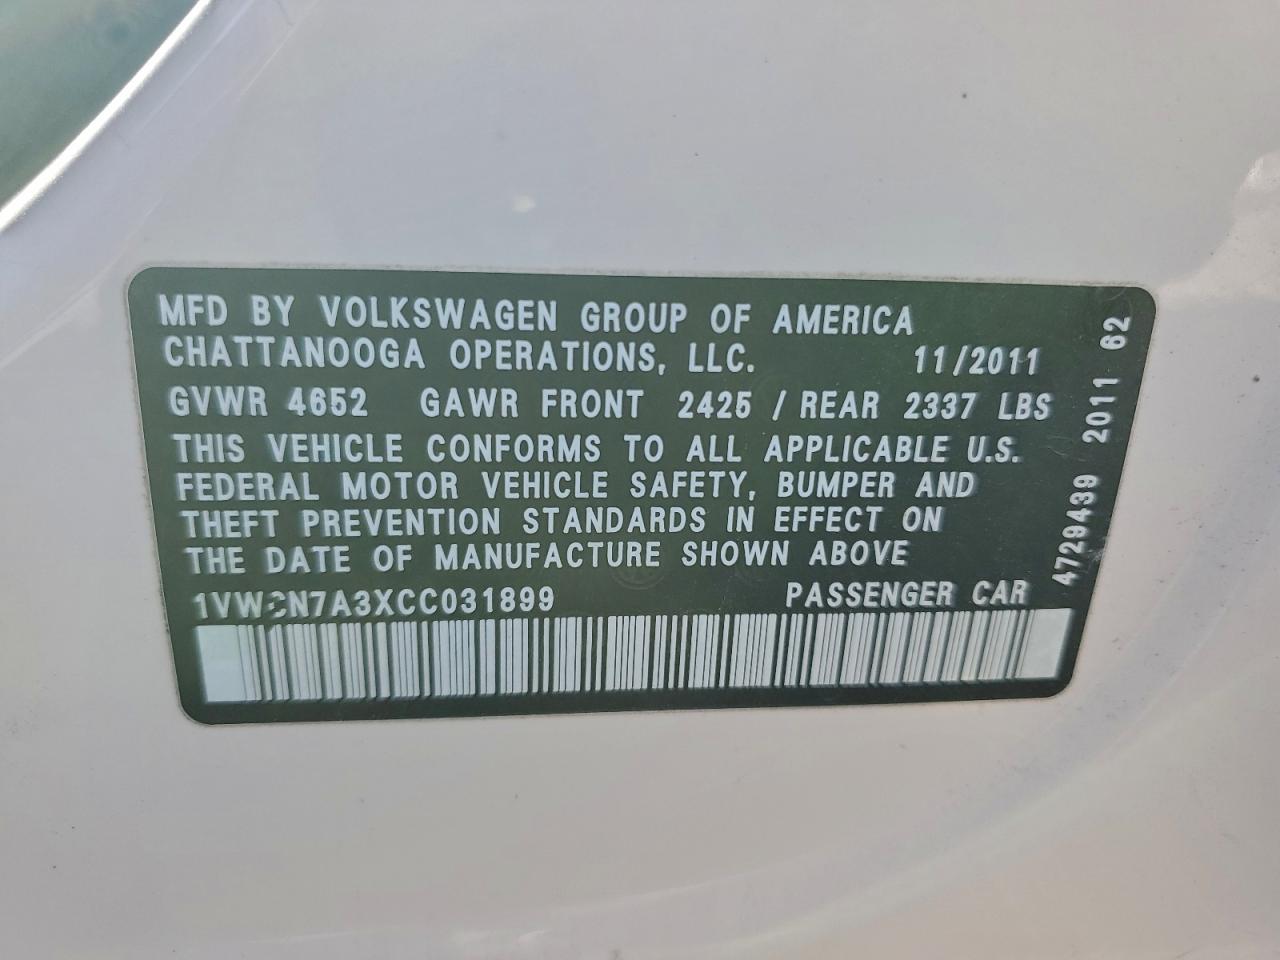 MFD BY VOLKSWAGEN GROUP OF AMERICA
CHATTANOOGA OPERATIONS, LLC. 11/2011
GVWR 4652 GAWR FRONT 2425 / REAR 2337 LBS
THIS VEHICLE CONFORMS TO ALL APPLICABLE U.S.
FEDERAL MOTOR VEHICLE SAFETY, BUMPER AND
THEFT PREVENTION STANDARDS IN EFFECT ON
THE DATE OF MANUFACTURE SHOWN ABOVE
1VWCN7A3XCC031899 PASSENGER CAR
4729439 2011 62